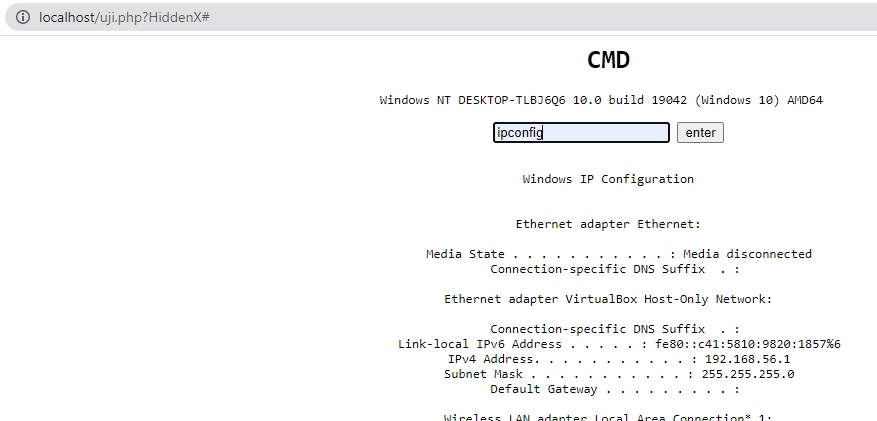 localhost/uji.php?HiddenX#
CMD
Windows NT DESKTOP-TLBJ6Q6 10.0 build 19042 (Windows 10) AMD64
ipconfig enter
Windows IP Configuration
Ethernet adapter Ethernet:
Media State . . . . . . . . . . . : Media disconnected
Connection-specific DNS Suffix  . :
Ethernet adapter VirtualBox Host-Only Network:
Connection-specific DNS Suffix  . :
Link-local IPv6 Address . . . . . : fe80::c41:5810:9820:1857%6
IPv4 Address. . . . . . . . . . . : 192.168.56.1
Subnet Mask . . . . . . . . . . . : 255.255.255.0
Default Gateway . . . . . . . . . :
Wireless LAN adapter Local Area Connection* 1: